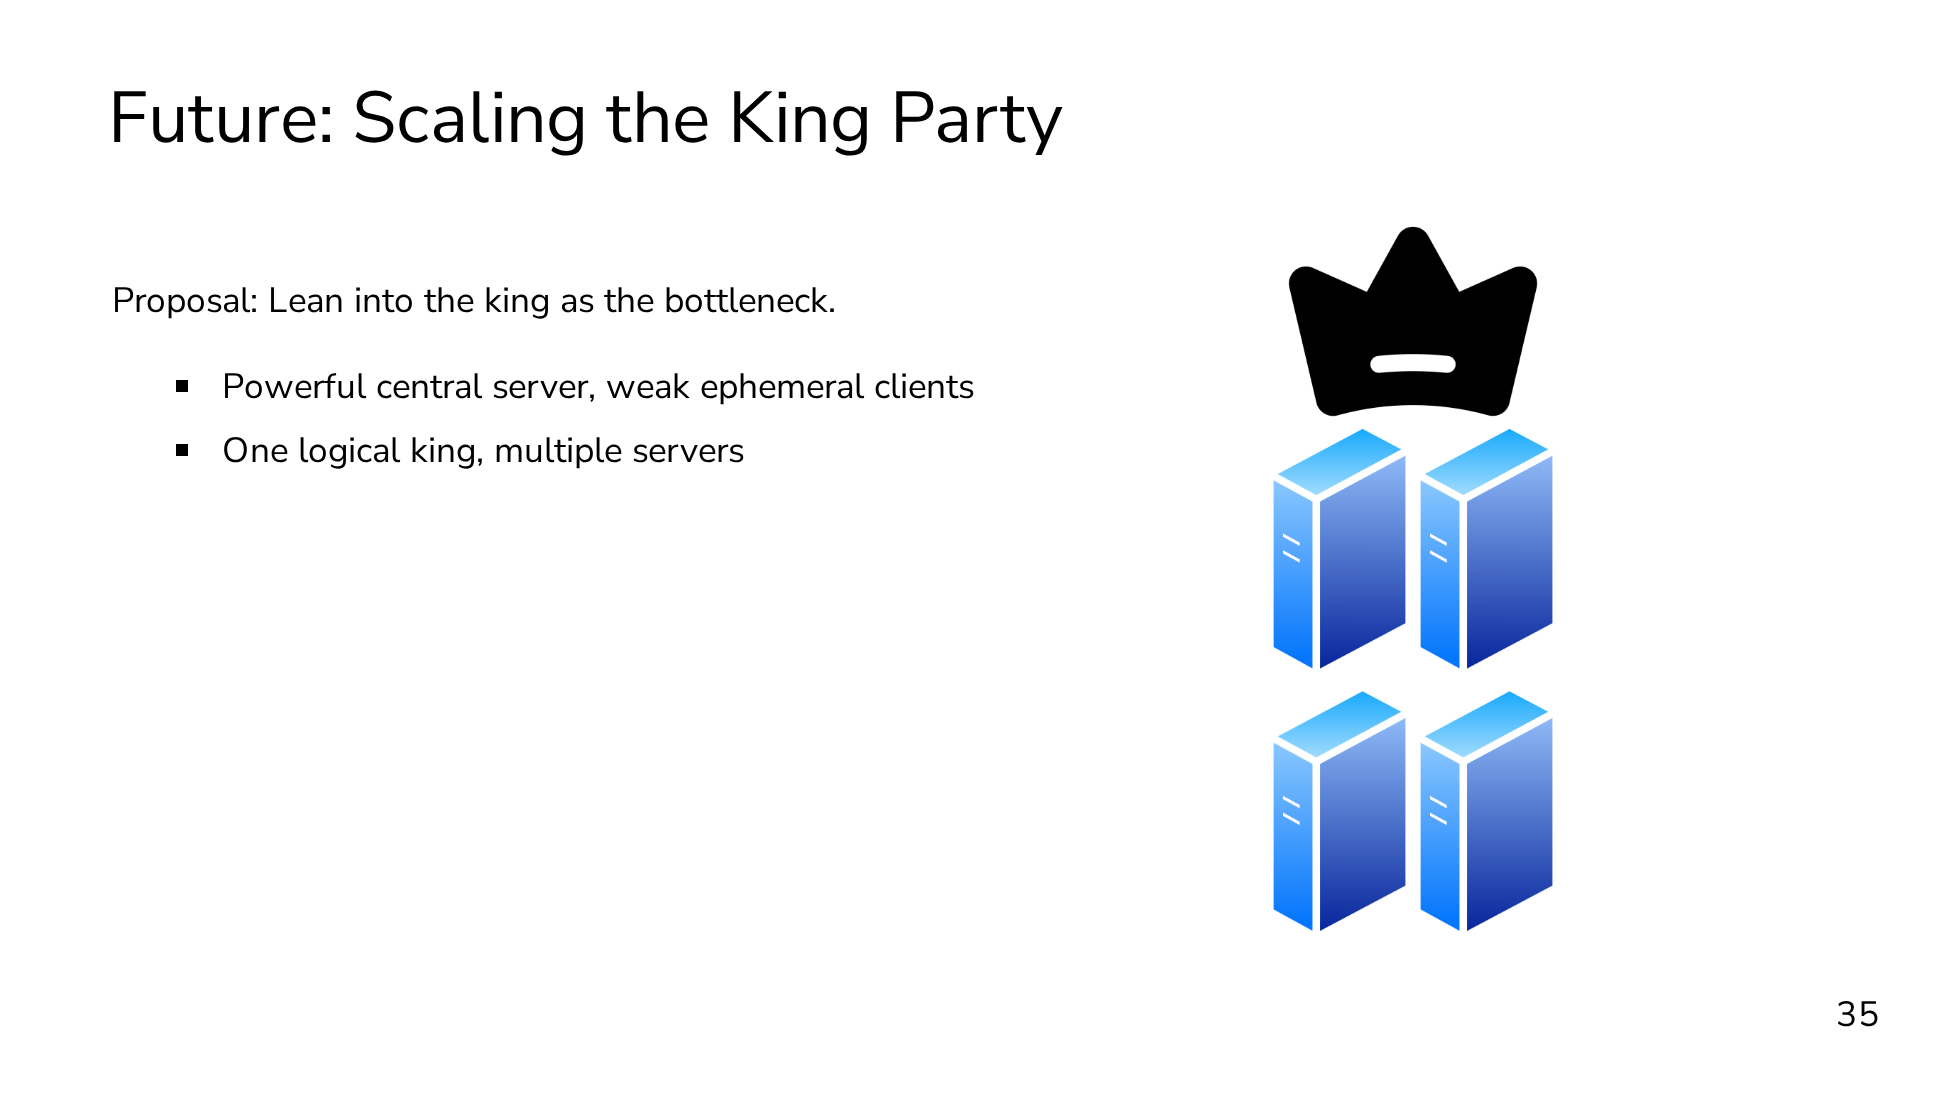 Future: Scaling the King Party
Proposal: Lean into the king as the bottleneck.
▪ Powerful central server, weak ephemeral clients
▪ One logical king, multiple servers
35